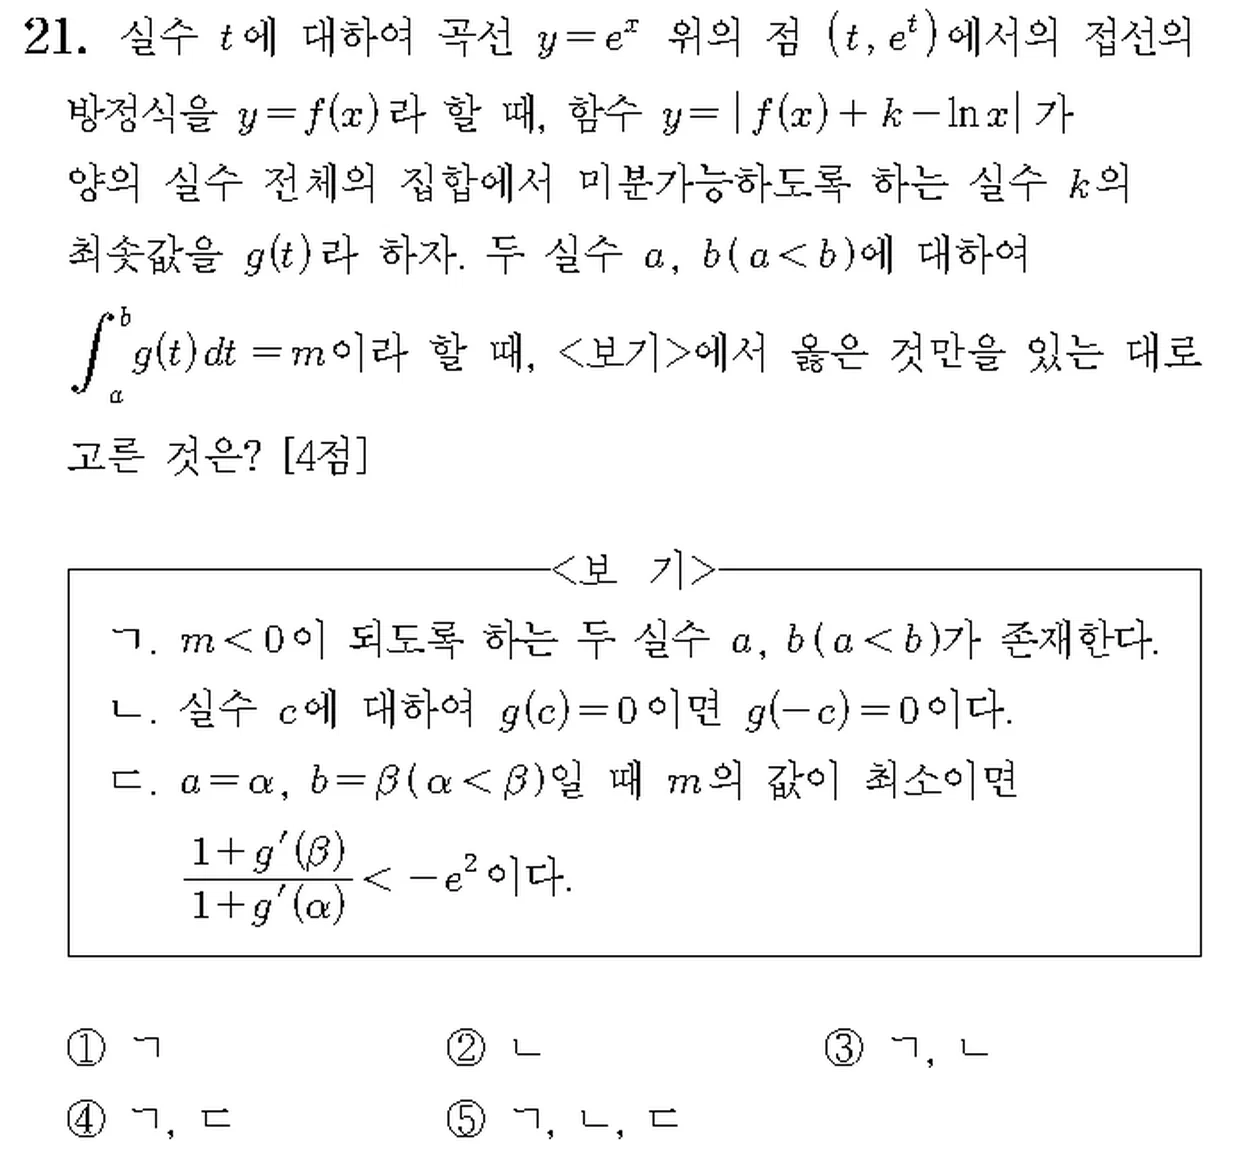 21. 실수 t에 대하여 곡선 y=eˣ 위의 점 (t, eᵗ)에서의 접선의
방정식을 y=f(x)라 할 때, 함수 y=|f(x)+k-ln x|가
양의 실수 전체의 집합에서 미분가능하도록 하는 실수 k의
최솟값을 g(t)라 하자. 두 실수 a, b(a<b)에 대하여
∫ₐᵇ g(t)dt=m이라 할 때, <보기>에서 옳은 것만을 있는 대로
고른 것은? [4점]
<보 기>
ㄱ. m<0이 되도록 하는 두 실수 a, b(a<b)가 존재한다.
ㄴ. 실수 c에 대하여 g(c)=0이면 g(-c)=0이다.
ㄷ. a=α, b=β(α<β)일 때 m의 값이 최소이면
(1+g′(β))/(1+g′(α)) < -e²이다.
① ㄱ ② ㄴ ③ ㄱ, ㄴ
④ ㄱ, ㄷ ⑤ ㄱ, ㄴ, ㄷ